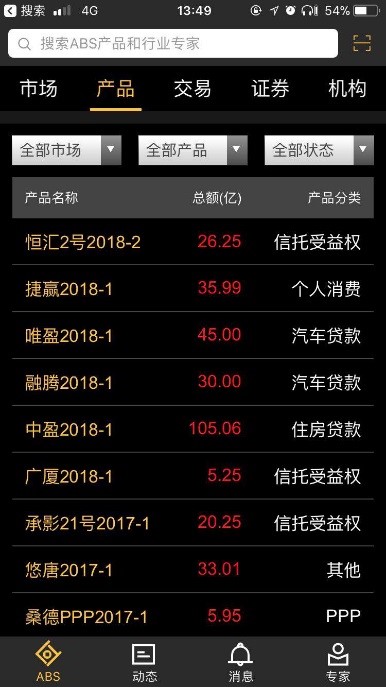 搜索 4G 13:49 54%
搜索ABS产品和行业专家
市场 产品 交易 证券 机构
全部市场 全部产品 全部状态
产品名称 总额(亿) 产品分类
恒汇2号2018-2 26.25 信托受益权
捷赢2018-1 35.99 个人消费
唯盈2018-1 45.00 汽车贷款
融腾2018-1 30.00 汽车贷款
中盈2018-1 105.06 住房贷款
广厦2018-1 5.25 信托受益权
承影21号2017-1 20.25 信托受益权
悠唐2017-1 33.01 其他
桑德PPP2017-1 5.95 PPP
ABS 动态 消息 专家